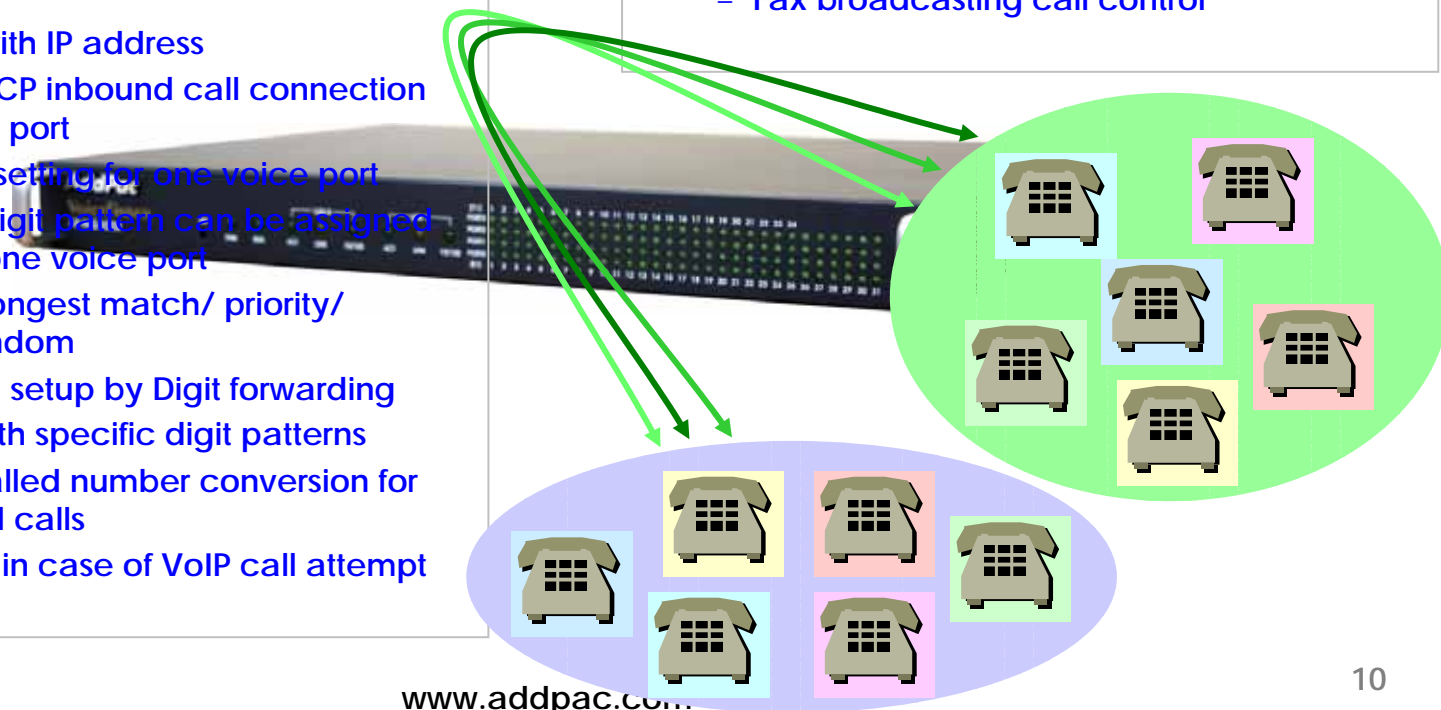 ith IP address
CP inbound call connection
port
setting for one voice port
igit pattern can be assigned
one voice port
ongest match/ priority/
ndom
setup by Digit forwarding
th specific digit patterns
alled number conversion for
l calls
in case of VoIP call attempt
– Fax broadcasting call control
www.addpac.com
10